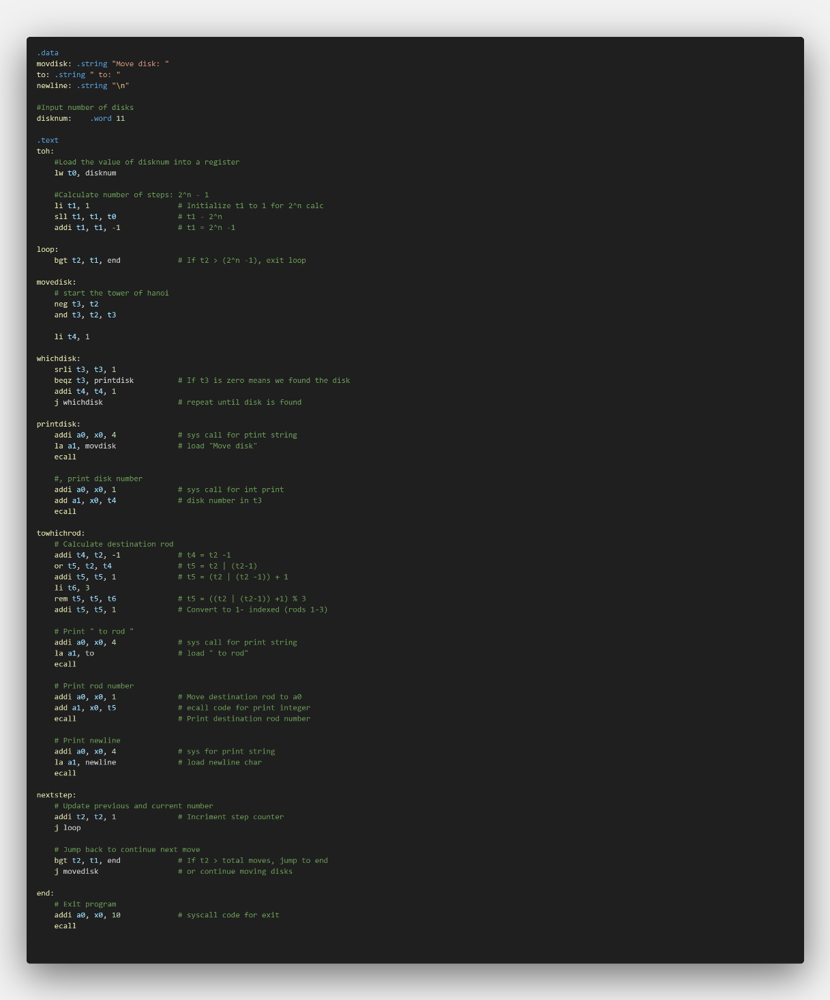 .data
movdisk: .string "Move disk: "
to: .string " to: "
newline: .string "\n"

#Input number of disks
disknum:    .word 11

.text
toh:
    #Load the value of disknum into a register
    lw t0, disknum

    #Calculate number of steps: 2^n - 1
    li t1, 1                    # Initialize t1 to 1 for 2^n calc
    sll t1, t1, t0              # t1 - 2^n
    addi t1, t1, -1             # t1 = 2^n -1

loop:
    bgt t2, t1, end             # If t2 > (2^n -1), exit loop

movedisk:
    # start the tower of hanoi
    neg t3, t2
    and t3, t2, t3

    li t4, 1

whichdisk:
    srli t3, t3, 1
    beqz t3, printdisk          # If t3 is zero means we found the disk
    addi t4, t4, 1
    j whichdisk                 # repeat until disk is found

printdisk:
    addi a0, x0, 4              # sys call for ptint string
    la a1, movdisk              # load "Move disk"
    ecall

    #, print disk number
    addi a0, x0, 1              # sys call for int print
    add a1, x0, t4              # disk number in t3
    ecall

towhichrod:
    # Calculate destination rod
    addi t4, t2, -1             # t4 = t2 -1
    or t5, t2, t4               # t5 = t2 | (t2-1)
    addi t5, t5, 1              # t5 = (t2 | (t2 -1)) + 1
    li t6, 3
    rem t5, t5, t6              # t5 = ((t2 | (t2-1)) +1) % 3
    addi t5, t5, 1              # Convert to 1- indexed (rods 1-3)

    # Print " to rod "
    addi a0, x0, 4              # sys call for print string
    la a1, to                   # load " to rod"
    ecall

    # Print rod number
    addi a0, x0, 1              # Move destination rod to a0
    add a1, x0, t5              # ecall code for print integer
    ecall                       # Print destination rod number

    # Print newline
    addi a0, x0, 4              # sys for print string
    la a1, newline              # load newline char
    ecall

nextstep:
    # Update previous and current number
    addi t2, t2, 1              # Incriment step counter
    j loop

    # Jump back to continue next move
    bgt t2, t1, end             # If t2 > total moves, jump to end
    j movedisk                  # or continue moving disks

end:
    # Exit program
    addi a0, x0, 10             # syscall code for exit
    ecall